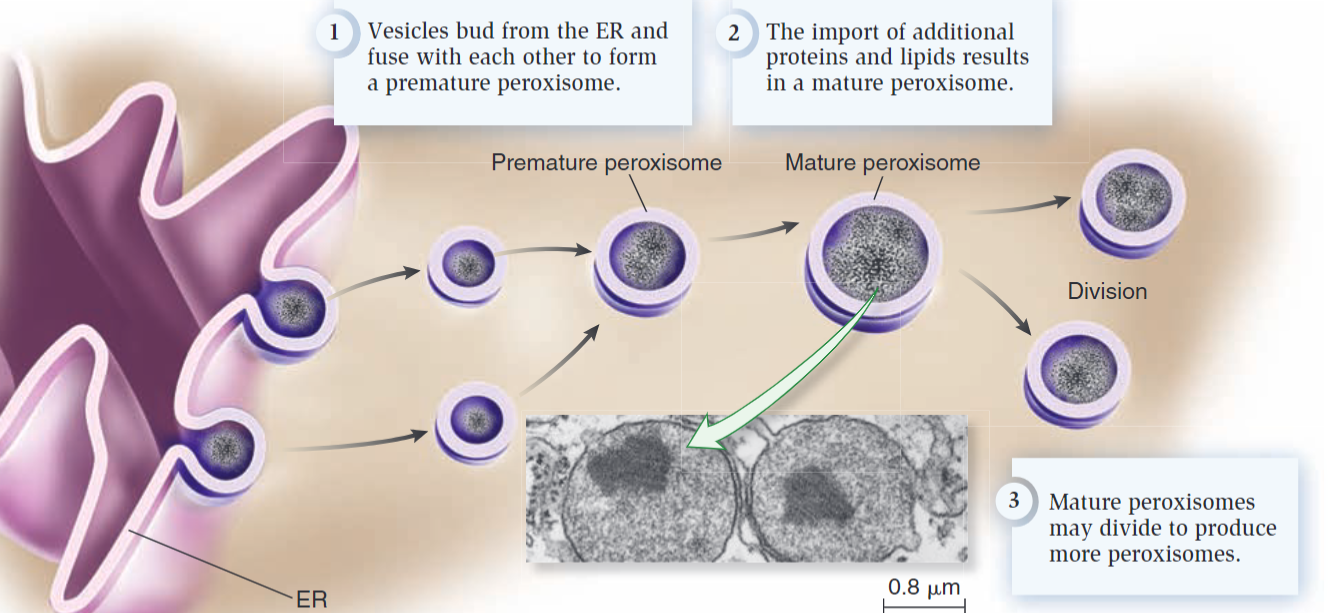 1
Vesicles bud from the ER and
fuse with each other to form
a premature peroxisome.
2
The import of additional
proteins and lipids results
in a mature peroxisome.
Premature peroxisome
Mature peroxisome
Division
3
Mature peroxisomes
may divide to produce
more peroxisomes.
0.8 μm
ER